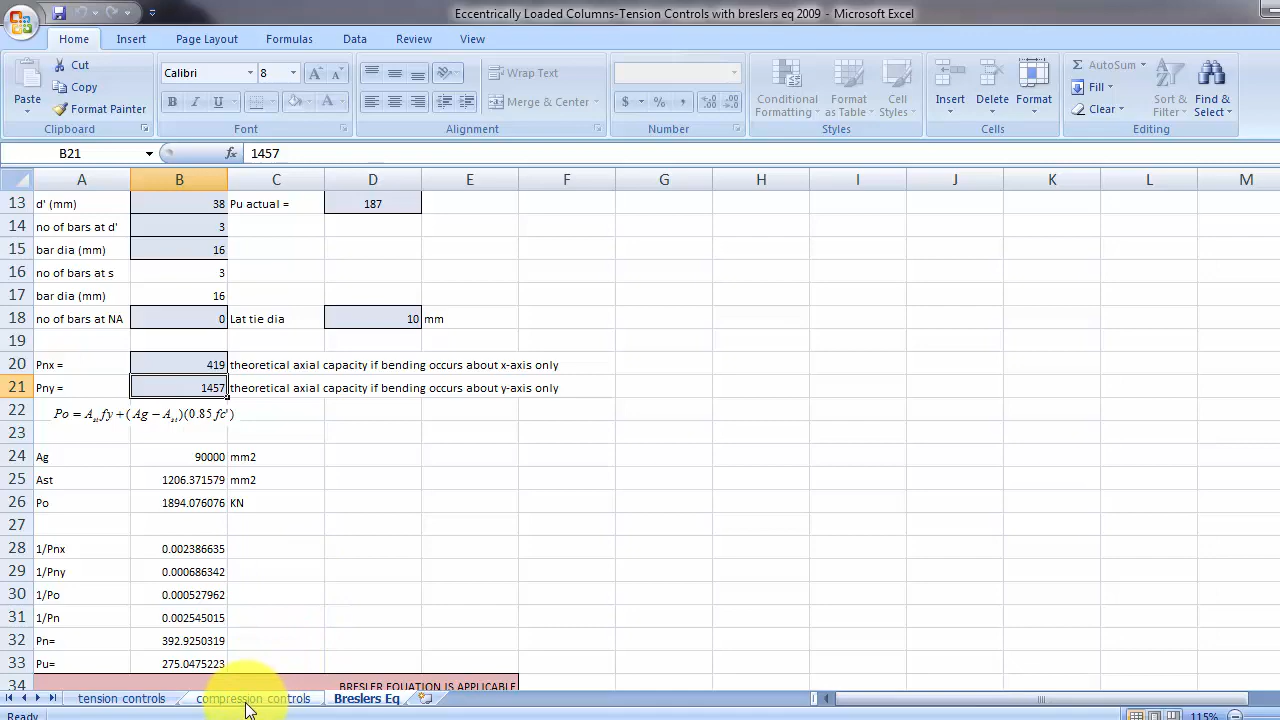 Eccentrically Loaded Columns-Tension Controls with breslers eq 2009 - Microsoft Excel
Home Insert Page Layout Formulas Data Review View
Paste Cut Copy Format Painter Clipboard
Calibri 8 B I U A Font
Wrap Text Merge & Center Alignment
$ % , Number
Conditional Formatting Format as Table Cell Styles Styles
Insert Delete Format Cells
Σ AutoSum Fill Clear Sort & Filter Find & Select Editing
B21 fx 1457
A B C D E F G H I J K L M
13 d' (mm) 38 Pu actual = 187
14 no of bars at d' 3
15 bar dia (mm) 16
16 no of bars at s 3
17 bar dia (mm) 16
18 no of bars at NA 0 Lat tie dia 10 mm
19
20 Pnx = 419 theoretical axial capacity if bending occurs about x-axis only
21 Pny = 1457 theoretical axial capacity if bending occurs about y-axis only
22 Po = A_st fy + ( Ag − A_st )(0.85 fc')
23
24 Ag 90000 mm2
25 Ast 1206.371579 mm2
26 Po 1894.076076 KN
27
28 1/Pnx 0.002386635
29 1/Pny 0.000686342
30 1/Po 0.000527962
31 1/Pn 0.002545015
32 Pn= 392.9250319
33 Pu= 275.0475223
34 BRESLER EQUATION IS APPLICABLE
tension controls compression controls Breslers Eq
Ready 115%